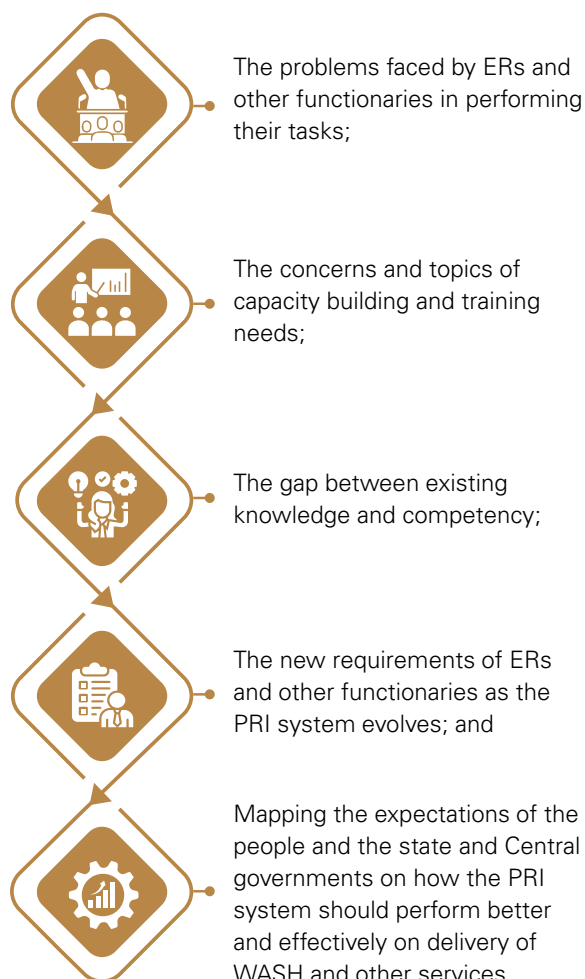 The problems faced by ERs and
other functionaries in performing
their tasks;
The concerns and topics of
capacity building and training
needs;
The gap between existing
knowledge and competency;
The new requirements of ERs
and other functionaries as the
PRI system evolves; and
Mapping the expectations of the
people and the state and Central
governments on how the PRI
system should perform better
and effectively on delivery of
WASH and other services